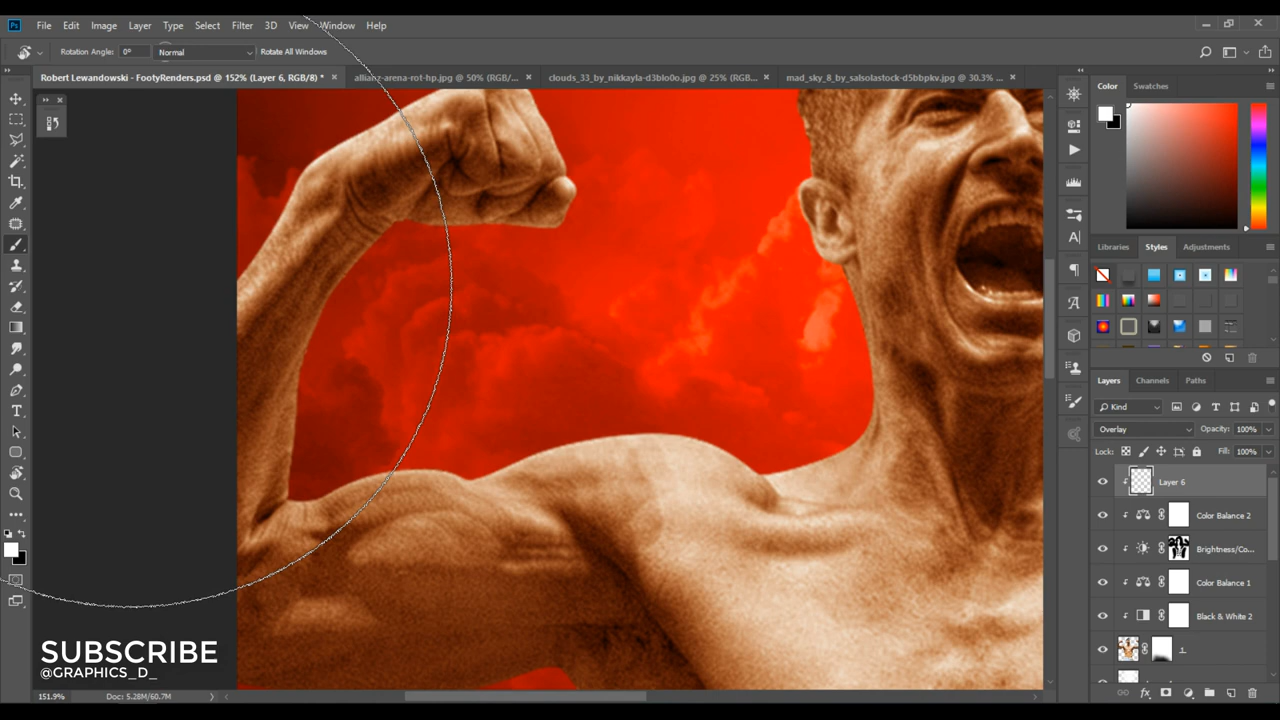 Ps File Edit Image Layer Type Select Filter 3D View Window Help
Rotation Angle: 0° Normal Rotate All Windows
Robert Lewandowski - FootyRenders.psd @ 152% (Layer 6, RGB/8) * allianz-arena-rot-hp.jpg @ 50% (RGB/... clouds_33_by_nikkayla-d3blo0o.jpg @ 25% (RGB... mad_sky_8_by_salsolastock-d5bbpkv.jpg @ 30.3% ...
Color Swatches
Libraries Styles Adjustments
Layers Channels Paths
Kind
Overlay Opacity: 100%
Lock: Fill: 100%
Layer 6
Color Balance 2
Brightness/Co...
Color Balance 1
Black & White 2
SUBSCRIBE
@GRAPHICS_D_
151.9% Doc: 5.28M/60.7M